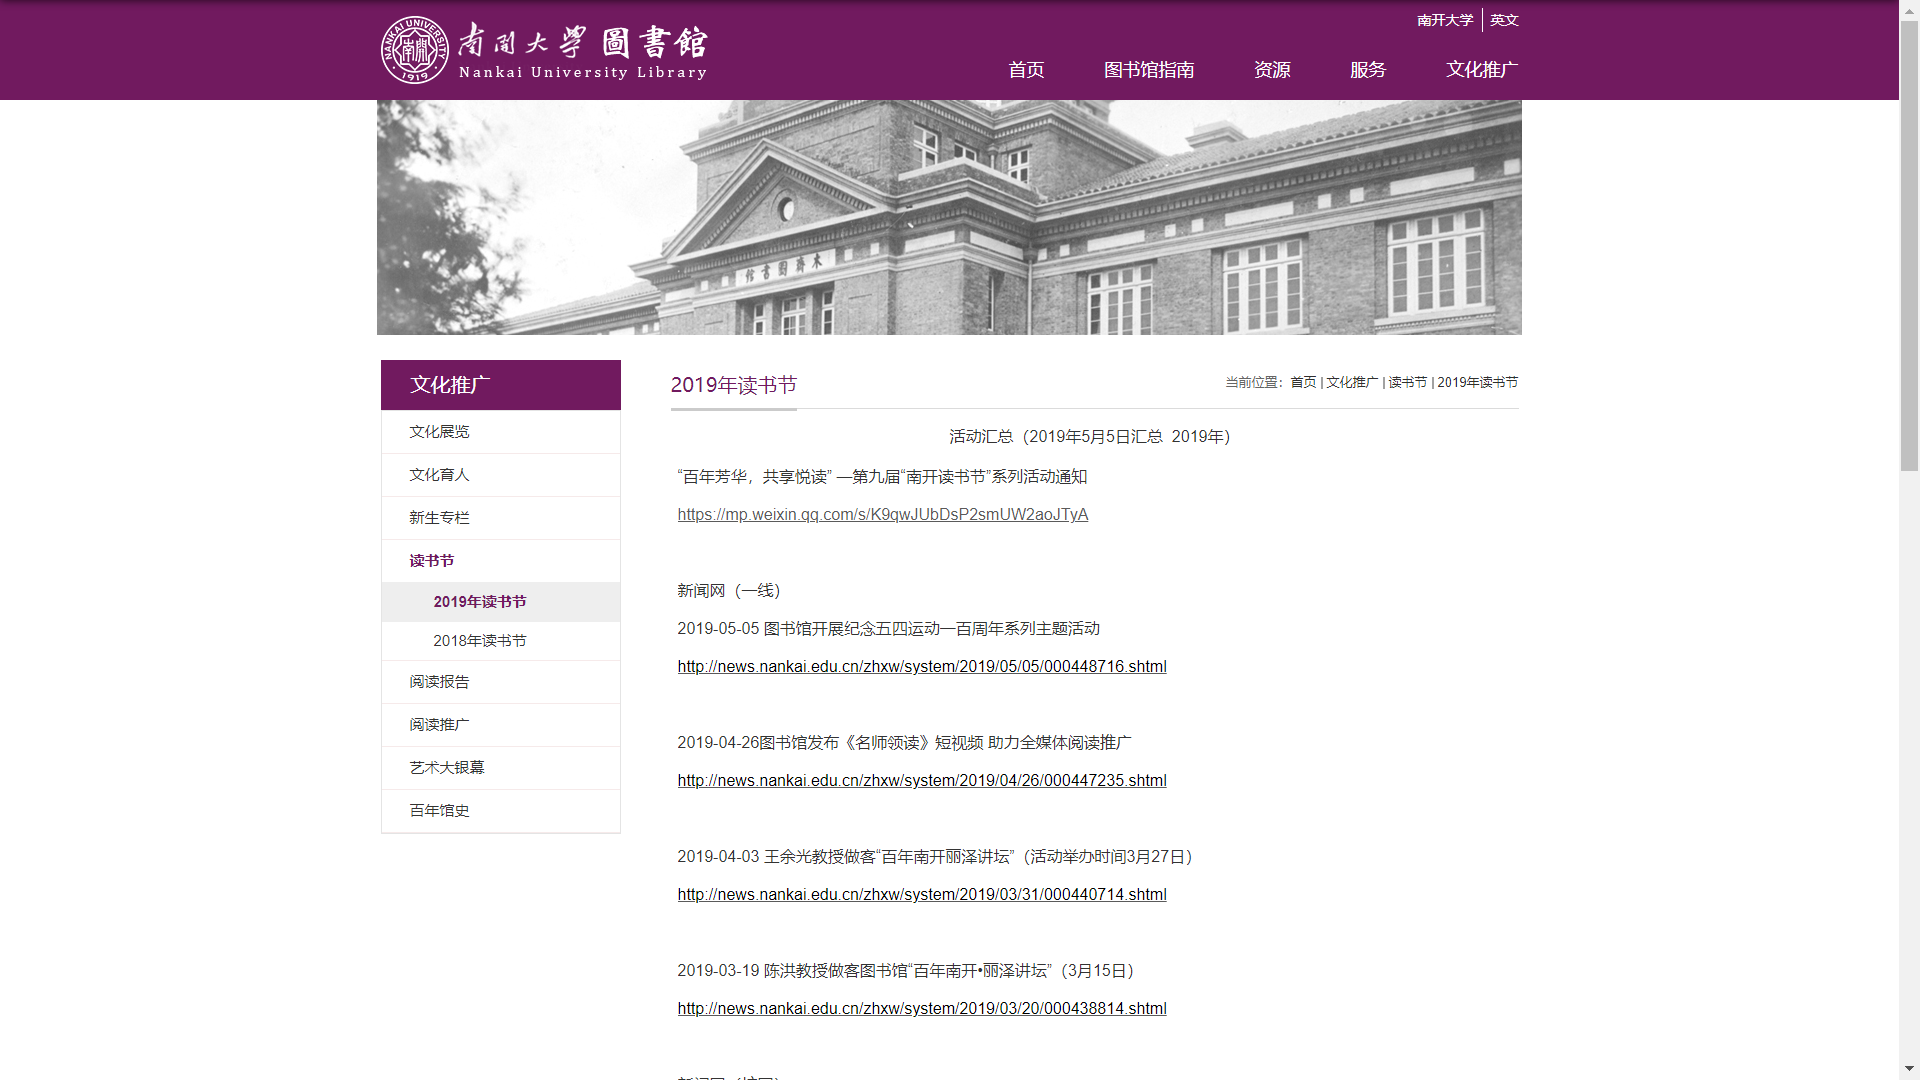 南開大學 圖書館
Nankai University Library
NANKAI UNIVERSITY
1919
南开大学 英文
首页 图书馆指南 资源 服务 文化推广
木齋圖書館
文化推广
文化展览
文化育人
新生专栏
读书节
2019年读书节
2018年读书节
阅读报告
阅读推广
艺术大银幕
百年馆史
2019年读书节
当前位置：首页 | 文化推广 | 读书节 | 2019年读书节
活动汇总（2019年5月5日汇总 2019年）
“百年芳华，共享悦读” —第九届“南开读书节”系列活动通知
https://mp.weixin.qq.com/s/K9qwJUbDsP2smUW2aoJTyA
新闻网（一线）
2019-05-05 图书馆开展纪念五四运动一百周年系列主题活动
http://news.nankai.edu.cn/zhxw/system/2019/05/05/000448716.shtml
2019-04-26图书馆发布《名师领读》短视频 助力全媒体阅读推广
http://news.nankai.edu.cn/zhxw/system/2019/04/26/000447235.shtml
2019-04-03 王余光教授做客“百年南开丽泽讲坛”（活动举办时间3月27日）
http://news.nankai.edu.cn/zhxw/system/2019/03/31/000440714.shtml
2019-03-19 陈洪教授做客图书馆“百年南开•丽泽讲坛”（3月15日）
http://news.nankai.edu.cn/zhxw/system/2019/03/20/000438814.shtml